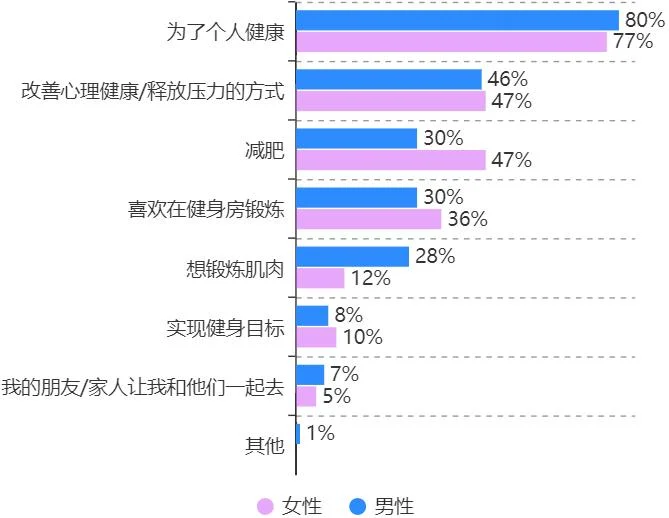 为了个人健康
80%
77%
改善心理健康/释放压力的方式
46%
47%
减肥
30%
47%
喜欢在健身房锻炼
30%
36%
想锻炼肌肉
28%
12%
实现健身目标
8%
10%
我的朋友/家人让我和他们一起去
7%
5%
其他
1%
女性 男性